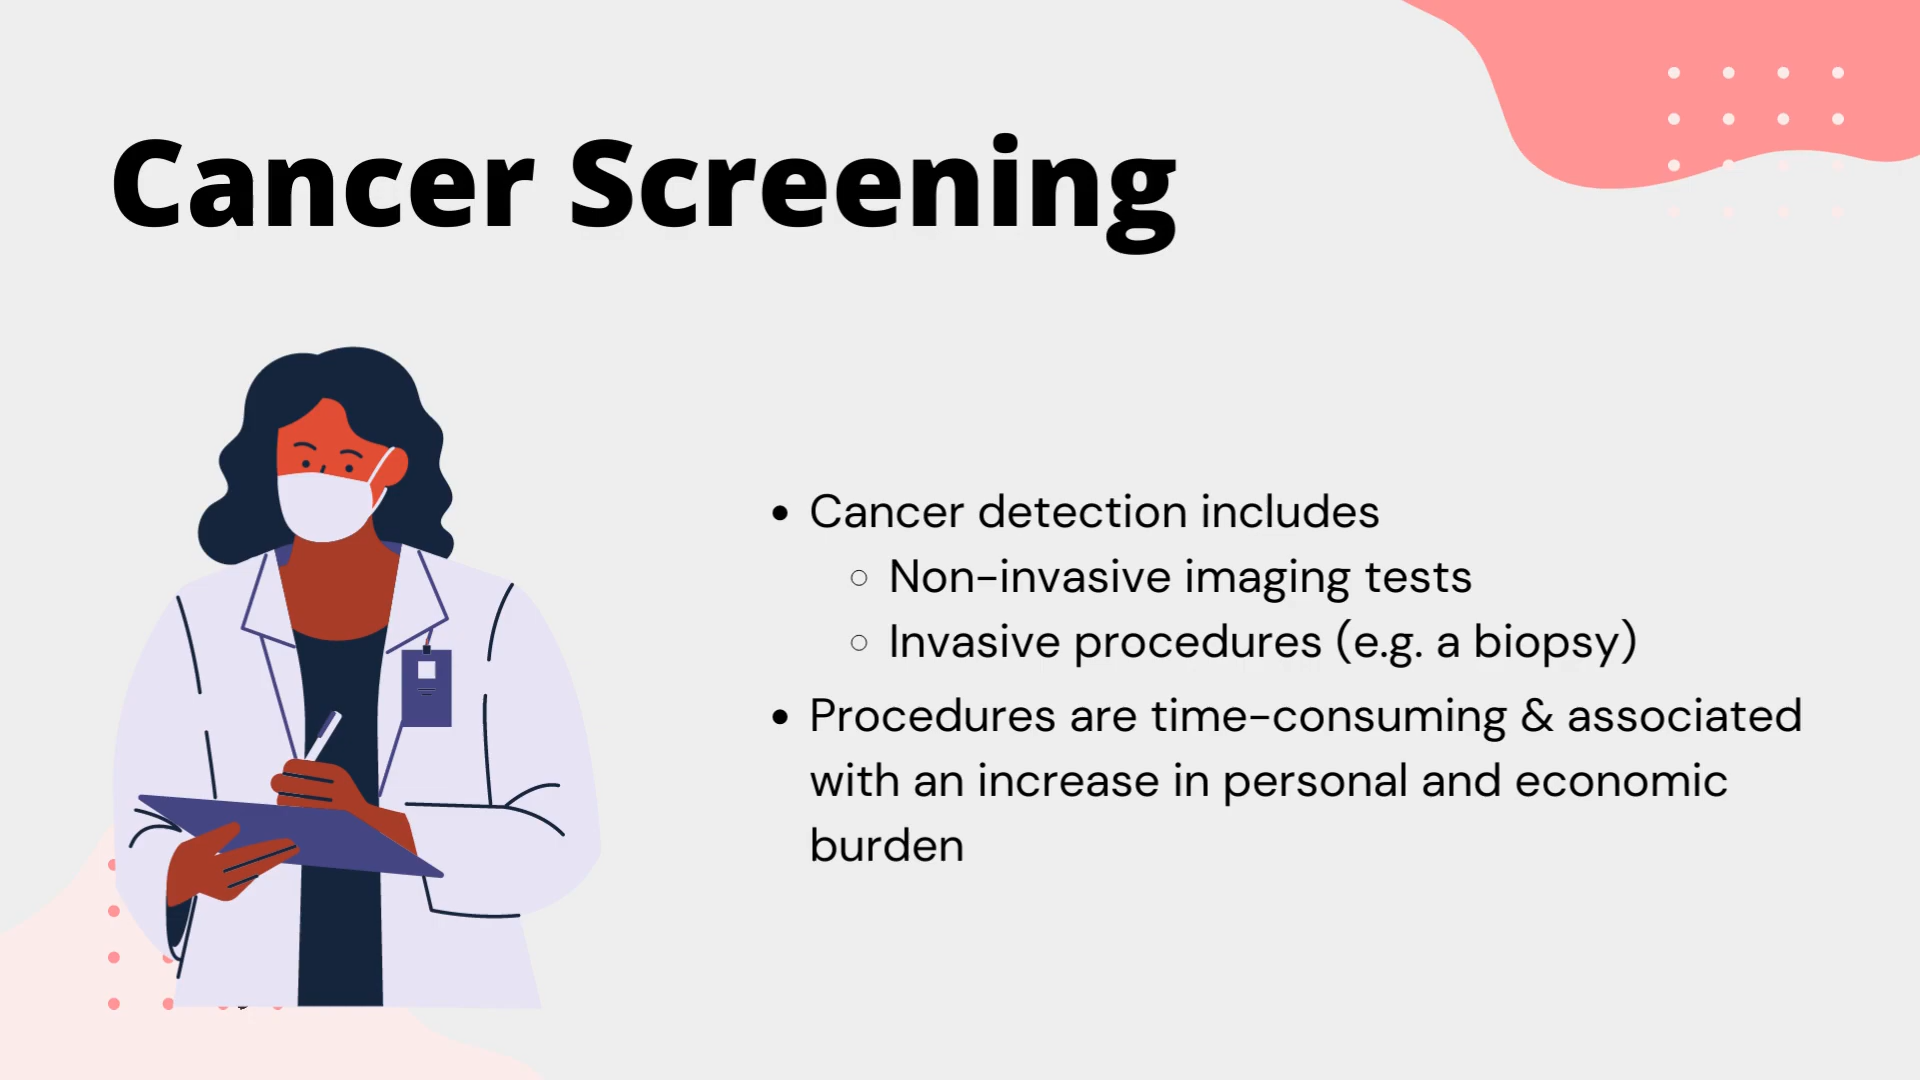 Cancer Screening
• Cancer detection includes
○ Non-invasive imaging tests
○ Invasive procedures (e.g. a biopsy)
• Procedures are time-consuming & associated
with an increase in personal and economic
burden